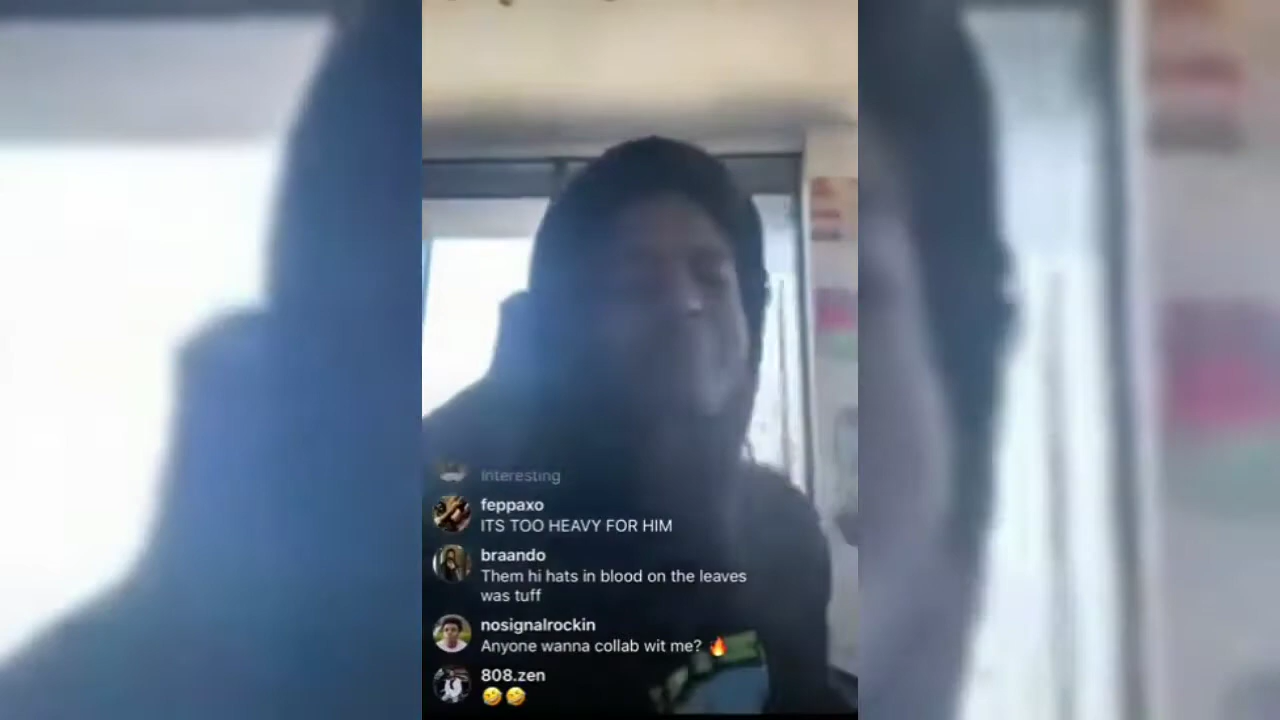 Interesting
feppaxo
ITS TOO HEAVY FOR HIM
braando
Them hi hats in blood on the leaves
was tuff
nosignalrockin
Anyone wanna collab wit me? 🔥
808.zen
🤣🤣